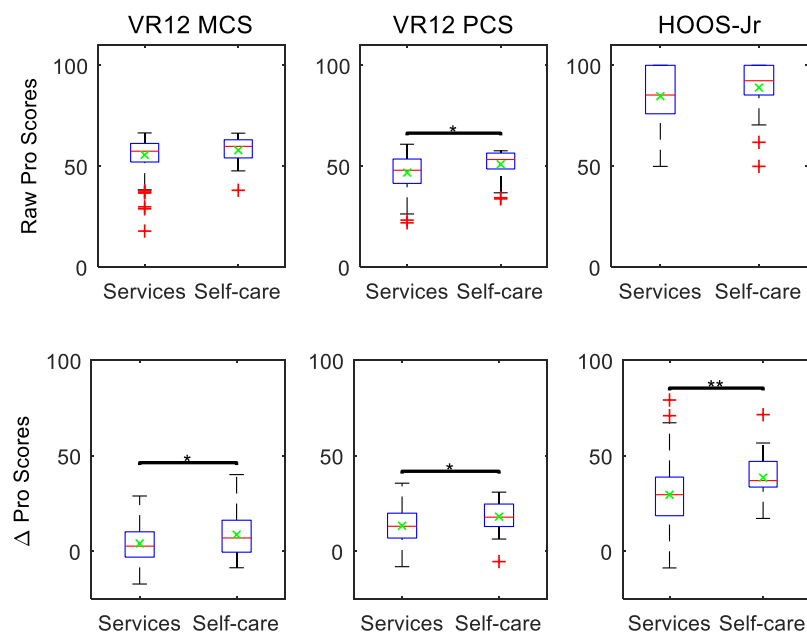 VR12 MCS VR12 PCS HOOS-Jr
Raw Pro Scores
100 100 100
50 50 50
0 0 0
*
Services Self-care Services Self-care Services Self-care
Δ Pro Scores
100 100 100
50 50 50
0 0 0
* * **
Services Self-care Services Self-care Services Self-care